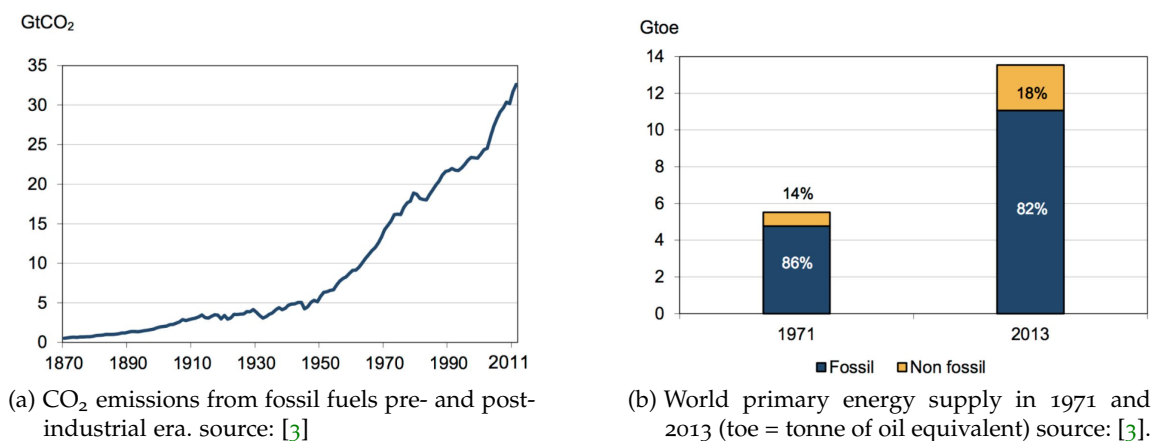 GtCO₂
35
30
25
20
15
10
5
0
1870 1890 1910 1930 1950 1970 1990 2011
(a) CO₂ emissions from fossil fuels pre- and post-
industrial era. source: [3]
Gtoe
14
12
10
8
6
4
2
0
14%
86%
18%
82%
1971 2013
Fossil Non fossil
(b) World primary energy supply in 1971 and
2013 (toe = tonne of oil equivalent) source: [3].